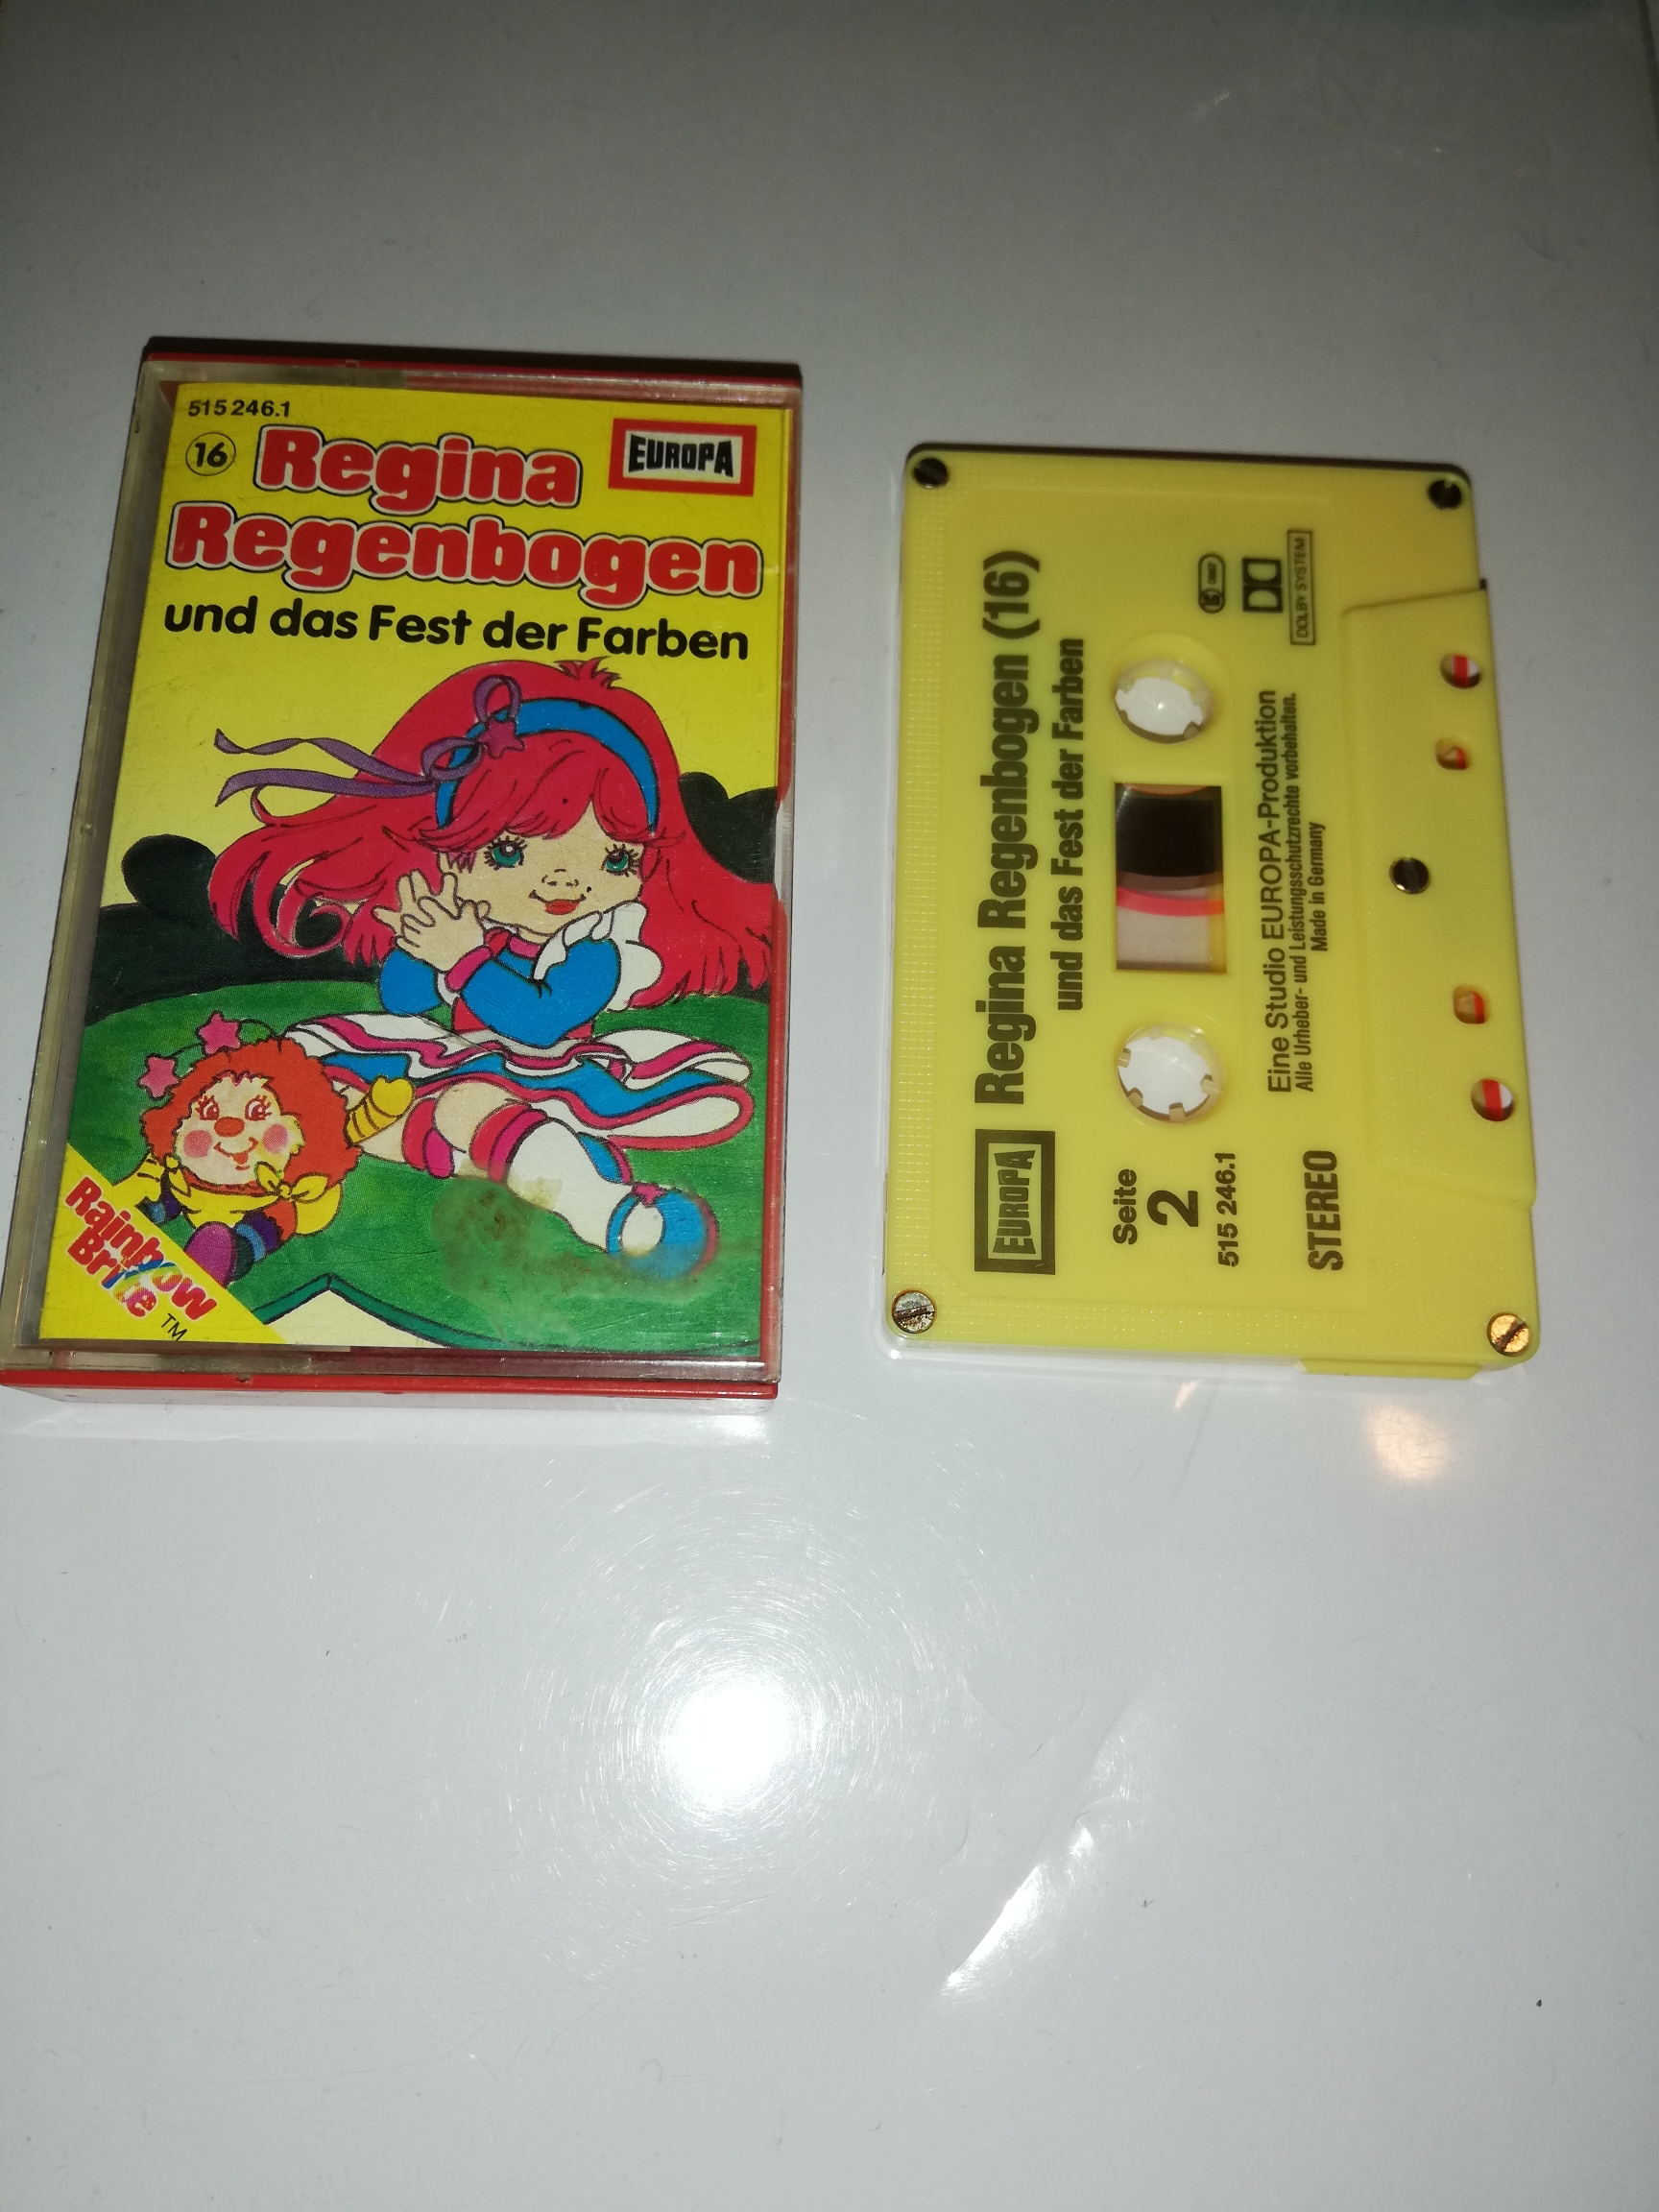 515 246.1
16 Regina
EUROPA
Regenbogen
und das Fest der Farben
Rainbow
Brite
TM
EUROPA
Regina Regenbogen (16)
und das Fest der Farben
Seite
2
515 246.1
STEREO
Eine Studio EUROPA-Produktion
Alle Urheber- und Leistungsschutzrechte vorbehalten.
Made in Germany
DOLBY SYSTEM